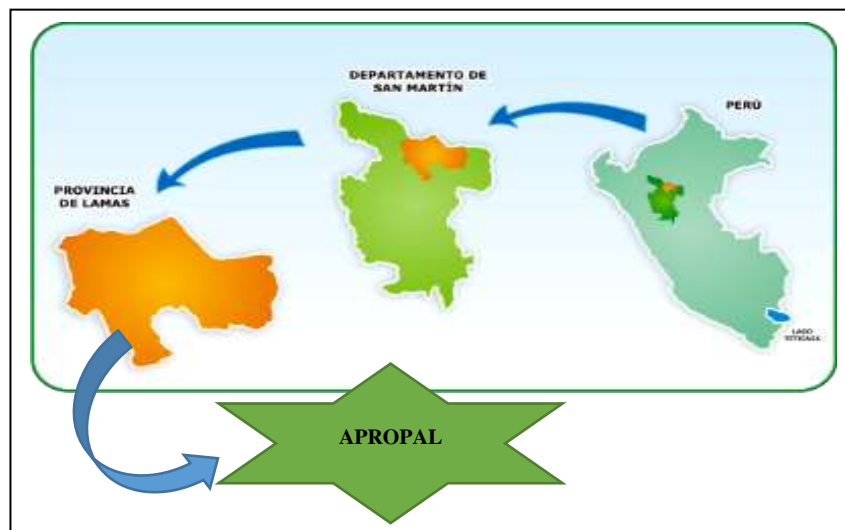 DEPARTAMENTO DE
SAN MARTÍN
PERÚ
PROVINCIA
DE LAMAS
LAGO
TITICACA
APROPAL